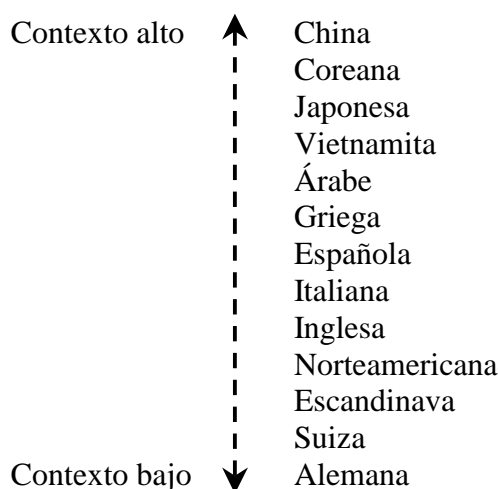 Contexto alto China
Coreana
Japonesa
Vietnamita
Árabe
Griega
Española
Italiana
Inglesa
Norteamericana
Escandinava
Suiza
Contexto bajo Alemana